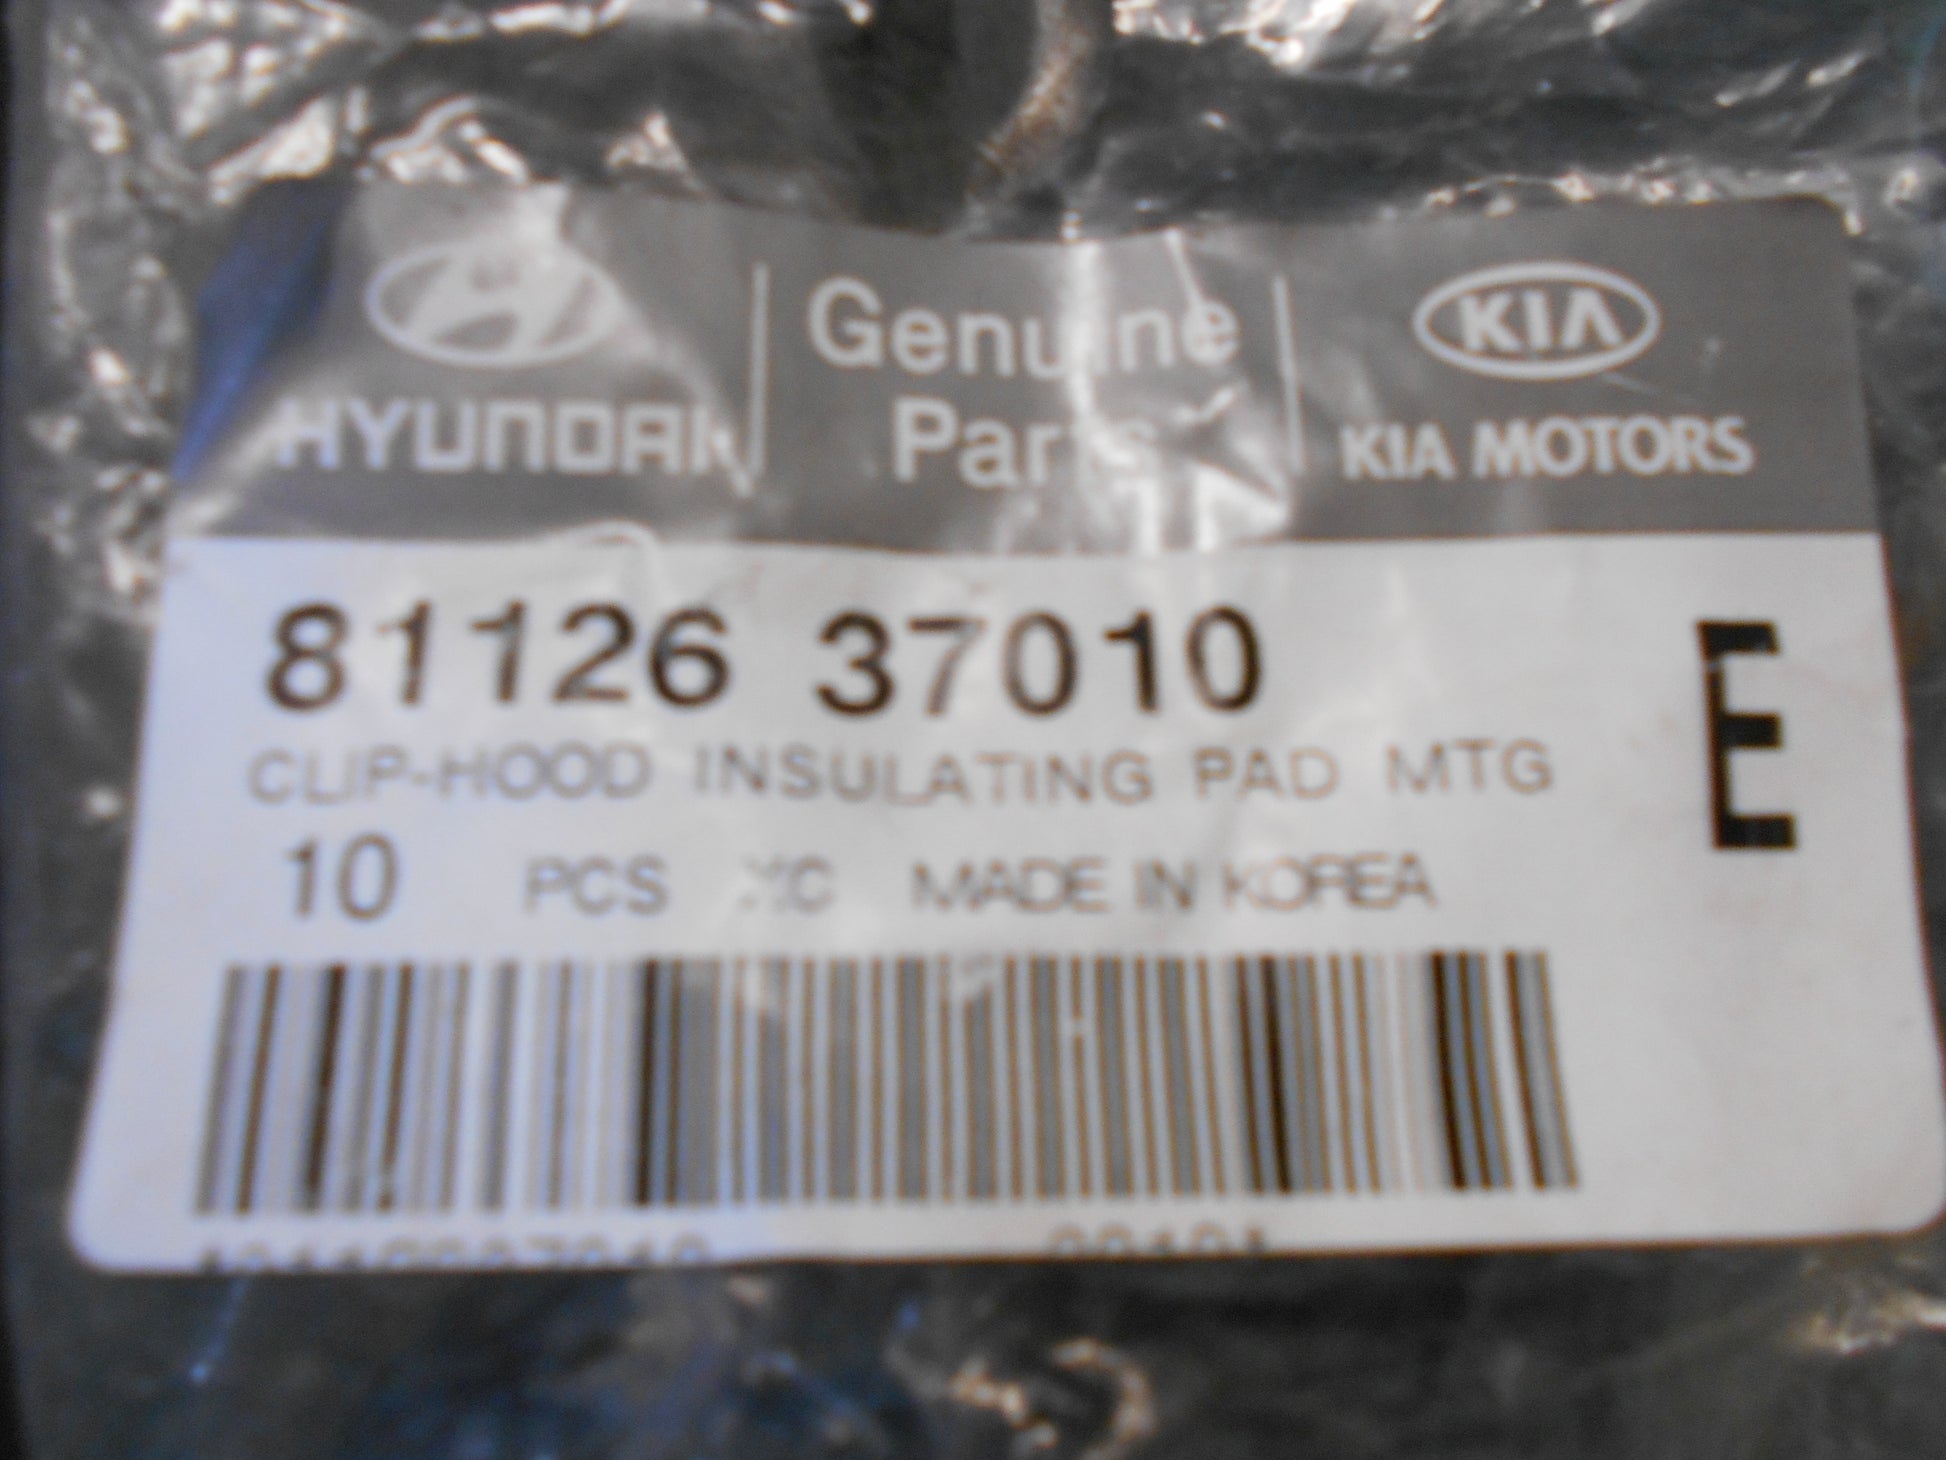 HYUNDAI
Genuine
Parts
KIA
KIA MOTORS
81126 37010
E
CLIP-HOOD INSULATING PAD MTG
10 PCS MADE IN KOREA